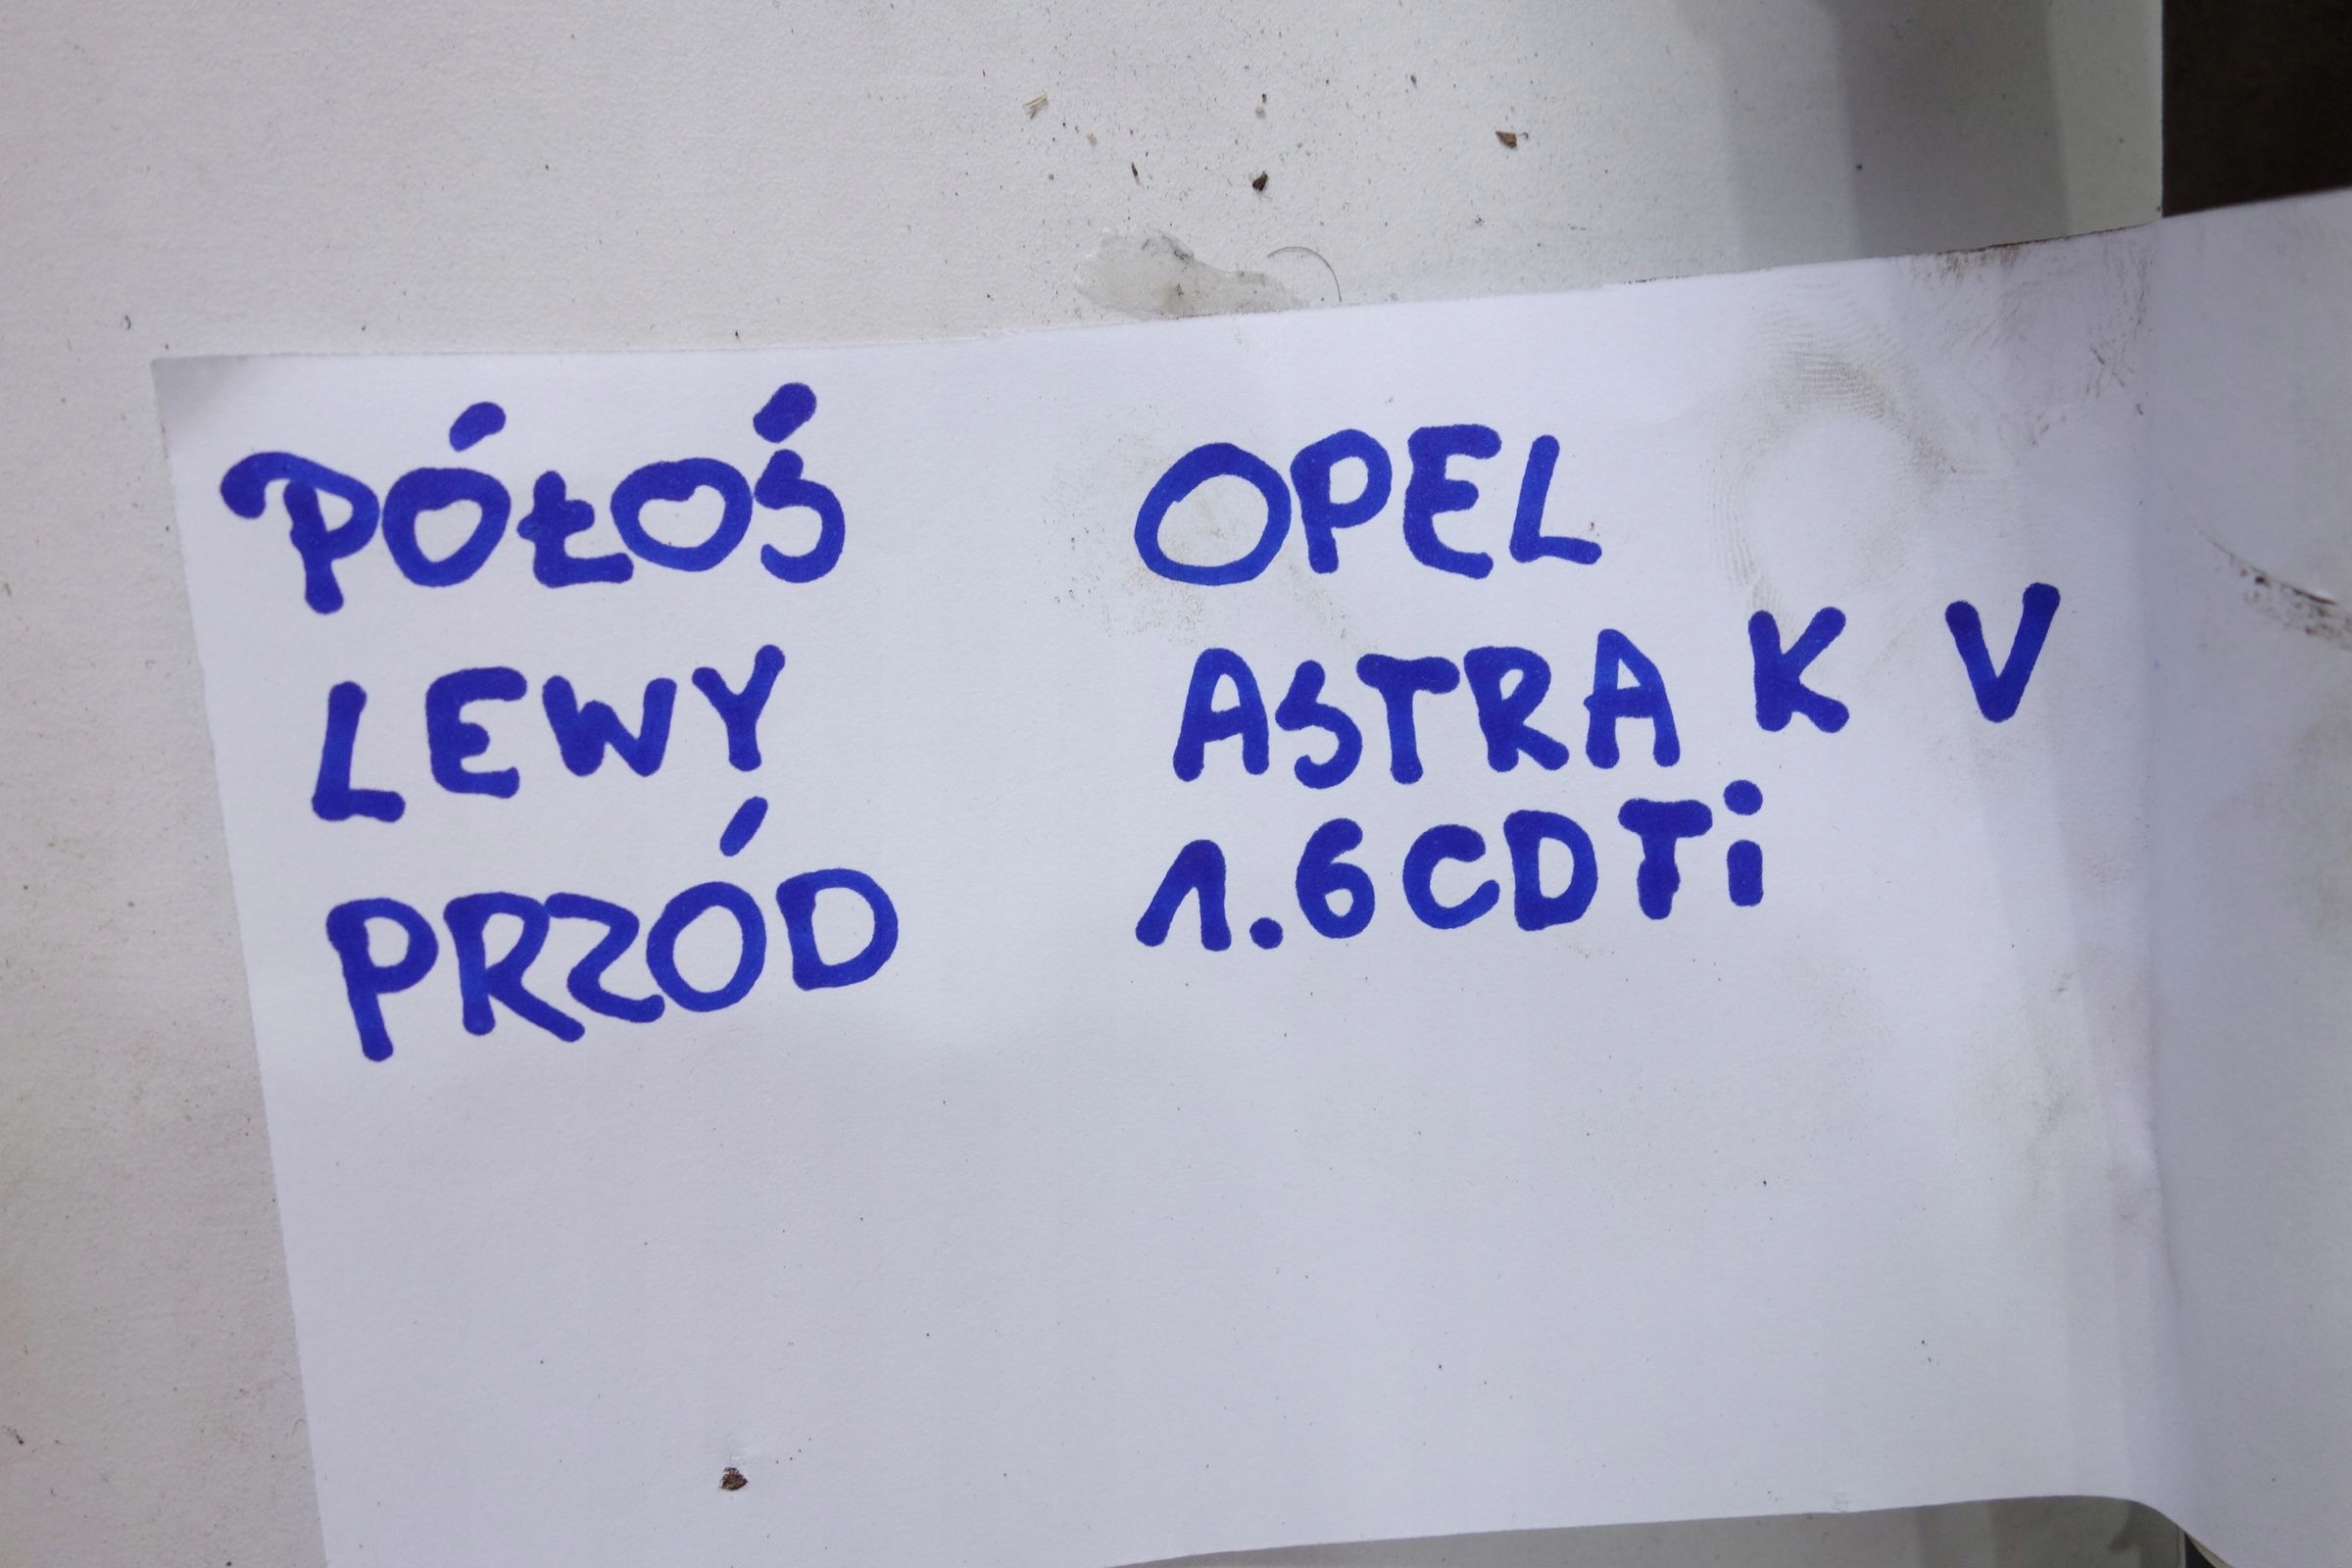 PÓŁOŚ
LEWY
PRZÓD
OPEL
ASTRA K V
1.6CDTi